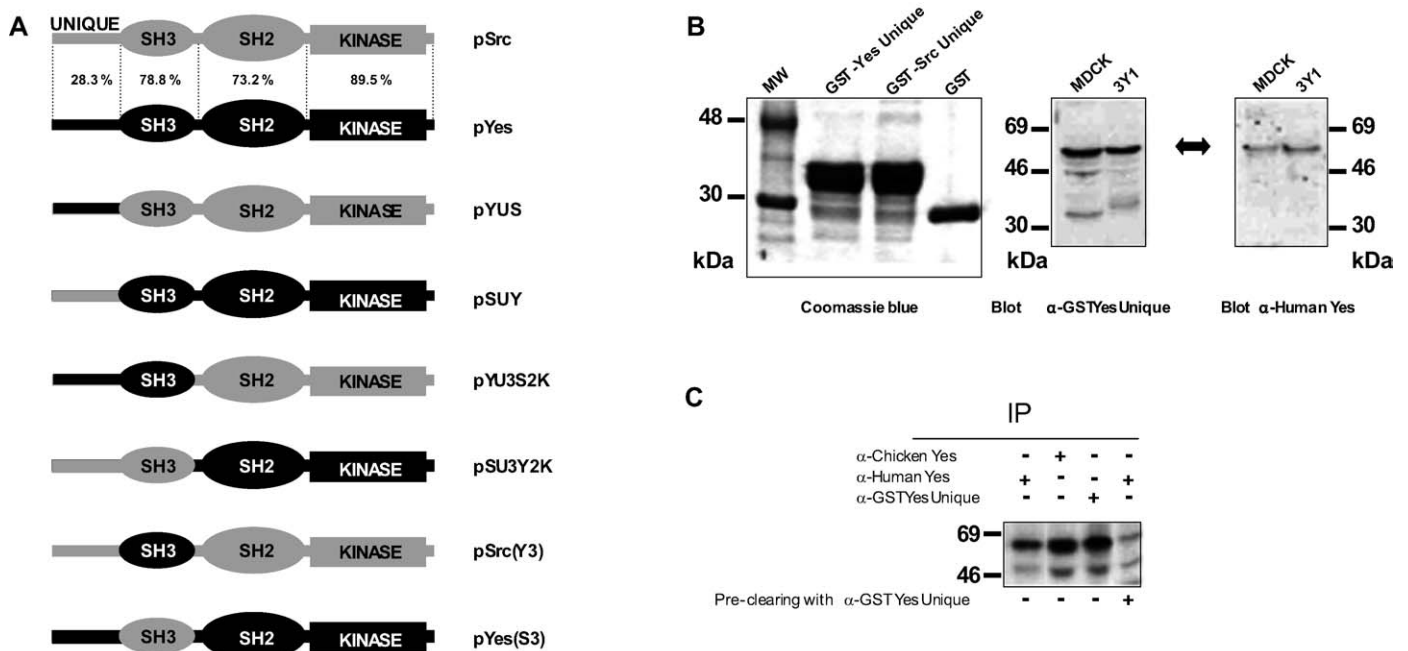 A
UNIQUE
SH3 SH2 KINASE pSrc
28.3 % 78.8 % 73.2 % 89.5 %
SH3 SH2 KINASE pYes
SH3 SH2 KINASE pYUS
SH3 SH2 KINASE pSUY
SH3 SH2 KINASE pYU3S2K
SH3 SH2 KINASE pSU3Y2K
SH3 SH2 KINASE pSrc(Y3)
SH3 SH2 KINASE pYes(S3)
B
MW GST-Yes Unique GST-Src Unique GST
48
30
kDa
Coomassie blue
MDCK 3Y1
69
46
30
kDa
Blot α-GSTYes Unique
MDCK 3Y1
69
46
30
kDa
Blot α-Human Yes
C
IP
α-Chicken Yes - + - -
α-Human Yes + - - +
α-GSTYes Unique - - + -
69
46
Pre-clearing with α-GST Yes Unique - - - +